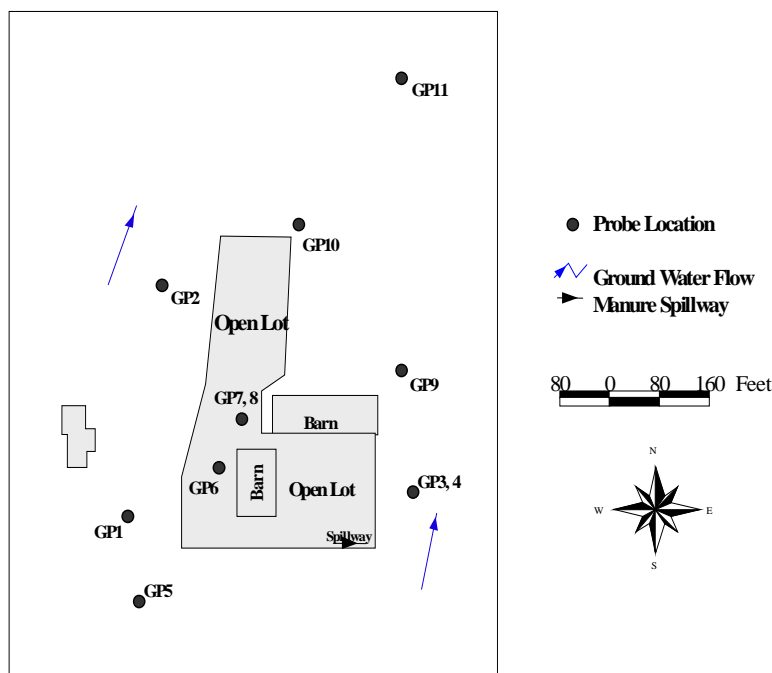 GP11
GP10
Probe Location
Ground Water Flow
Manure Spillway
GP2
Open Lot
GP9
80 0 80 160 Feet
GP7, 8
Barn
N
GP6
Barn
Open Lot
GP3, 4
W E
GP1
Spillway
S
GP5